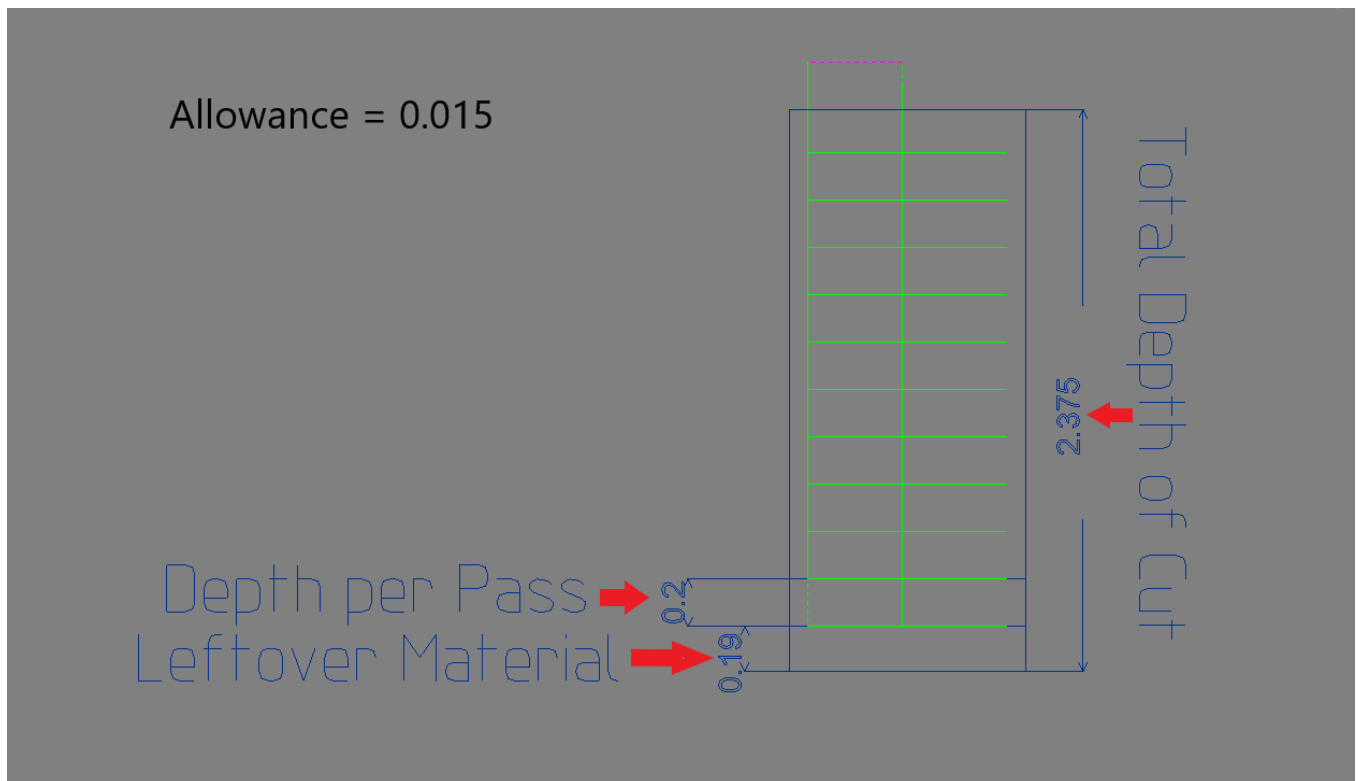 Allowance = 0.015
Total Depth of Cut
2.375
Depth per Pass
0.2
Leftover Material
0.19